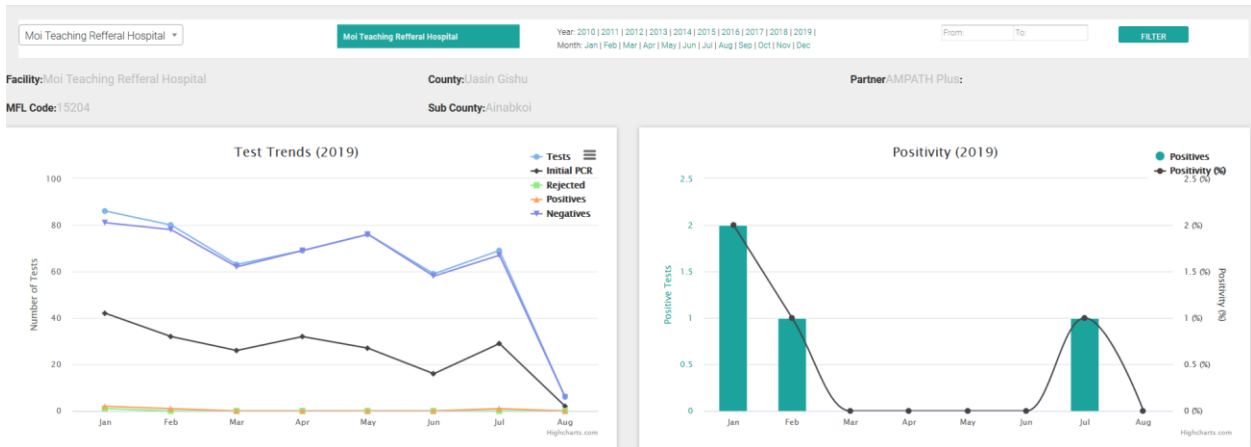 Moi Teaching Refferal Hospital
Moi Teaching Refferal Hospital
Year: 2010 | 2011 | 2012 | 2013 | 2014 | 2015 | 2016 | 2017 | 2018 | 2019 |
Month: Jan | Feb | Mar | Apr | May | Jun | Jul | Aug | Sep | Oct | Nov | Dec
From:
To:
FILTER
Facility:Moi Teaching Refferal Hospital
County:Uasin Gishu
PartnerAMPATH Plus:
MFL Code:15204
Sub County:Ainabkoi
Test Trends (2019)
Tests
Initial PCR
Rejected
Positives
Negatives
Number of Tests
100
80
60
40
20
0
Jan Feb Mar Apr May Jun Jul Aug
Highcharts.com
Positivity (2019)
Positives
Positivity (%)
Positive Tests
2.5
2
1.5
1
0.5
0
2.5 (%)
2 (%)
1.5 (%)
1 (%)
0.5 (%)
0 (%)
Positivity (%)
Jan Feb Mar Apr May Jun Jul Aug
Highcharts.com